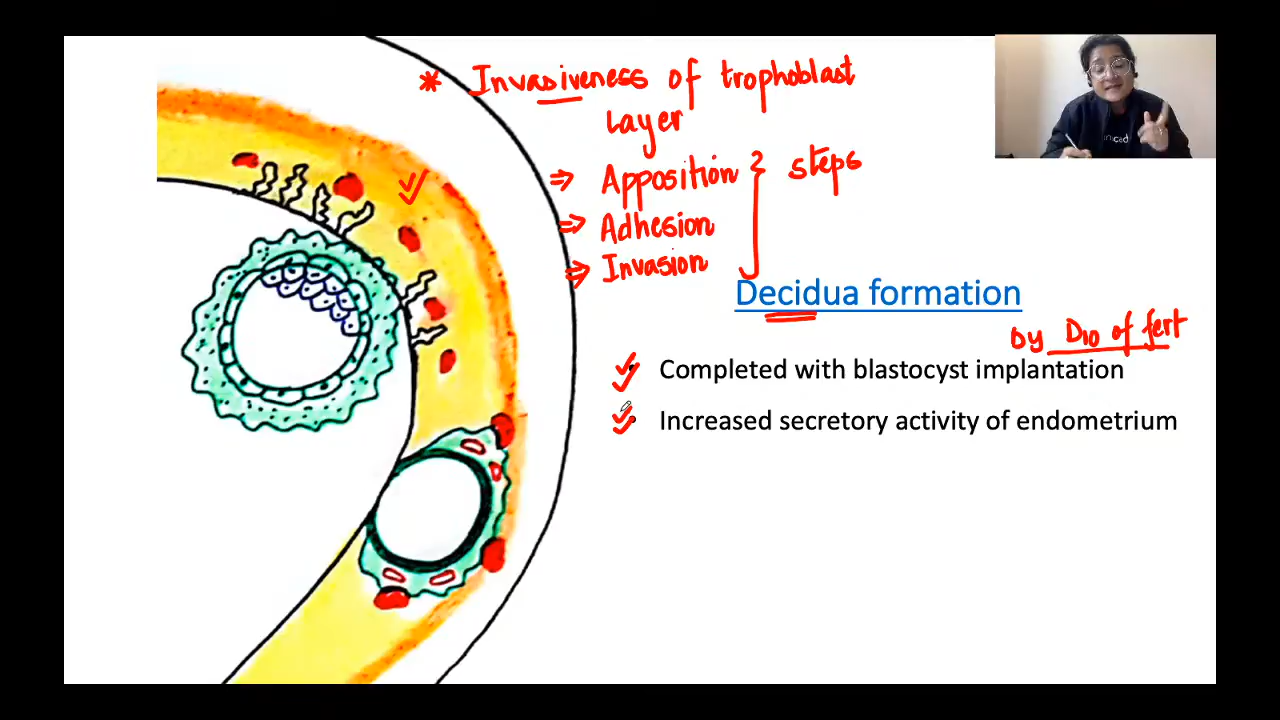 * Invasiveness of trophoblast
Layer
⇒ Apposition } steps
⇒ Adhesion
⇒ Invasion
Decidua formation
by D10 of fert
• Completed with blastocyst implantation
• Increased secretory activity of endometrium